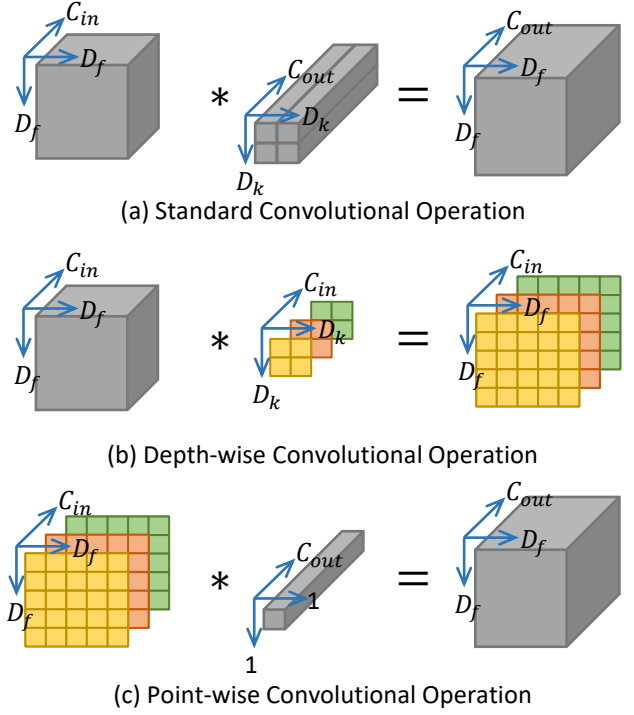 C_in C_out C_out
D_f * D_k = D_f
D_f D_k D_f
(a) Standard Convolutional Operation
C_in C_in C_in
D_f * D_k = D_f
D_f D_k D_f
(b) Depth-wise Convolutional Operation
C_in C_out C_out
D_f * 1 = D_f
D_f 1 D_f
(c) Point-wise Convolutional Operation